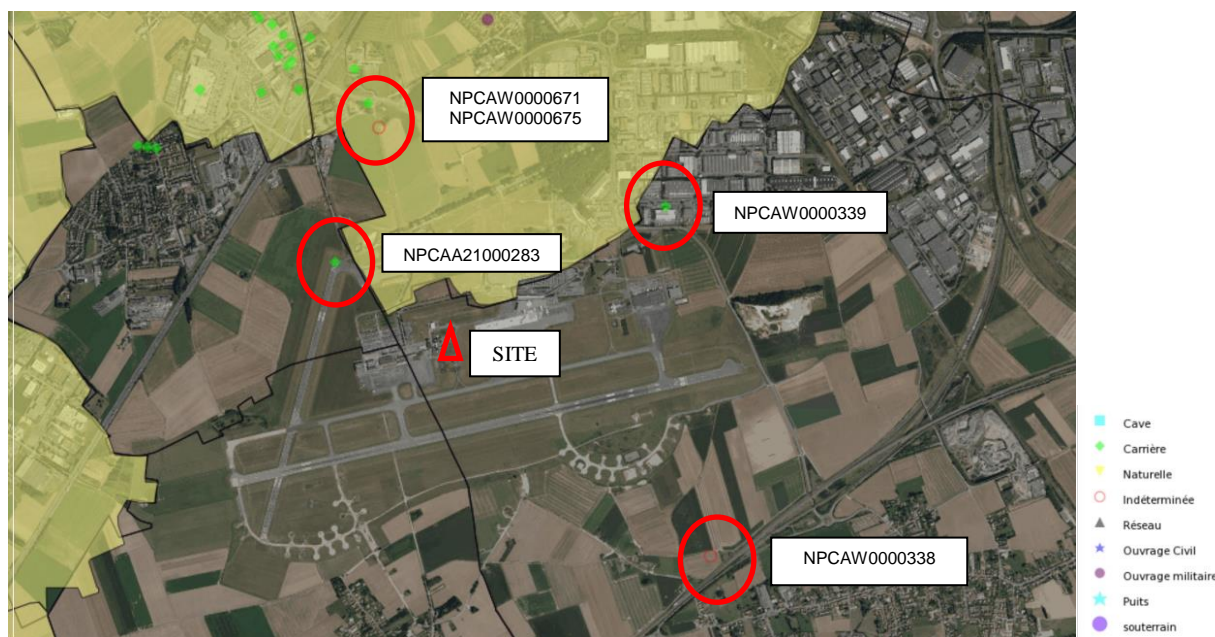 NPCAW0000671
NPCAW0000675
NPCAW0000339
NPCAA21000283
SITE
NPCAW0000338
Cave
Carrière
Naturelle
Indéterminée
Réseau
Ouvrage Civil
Ouvrage militaire
Puits
souterrain